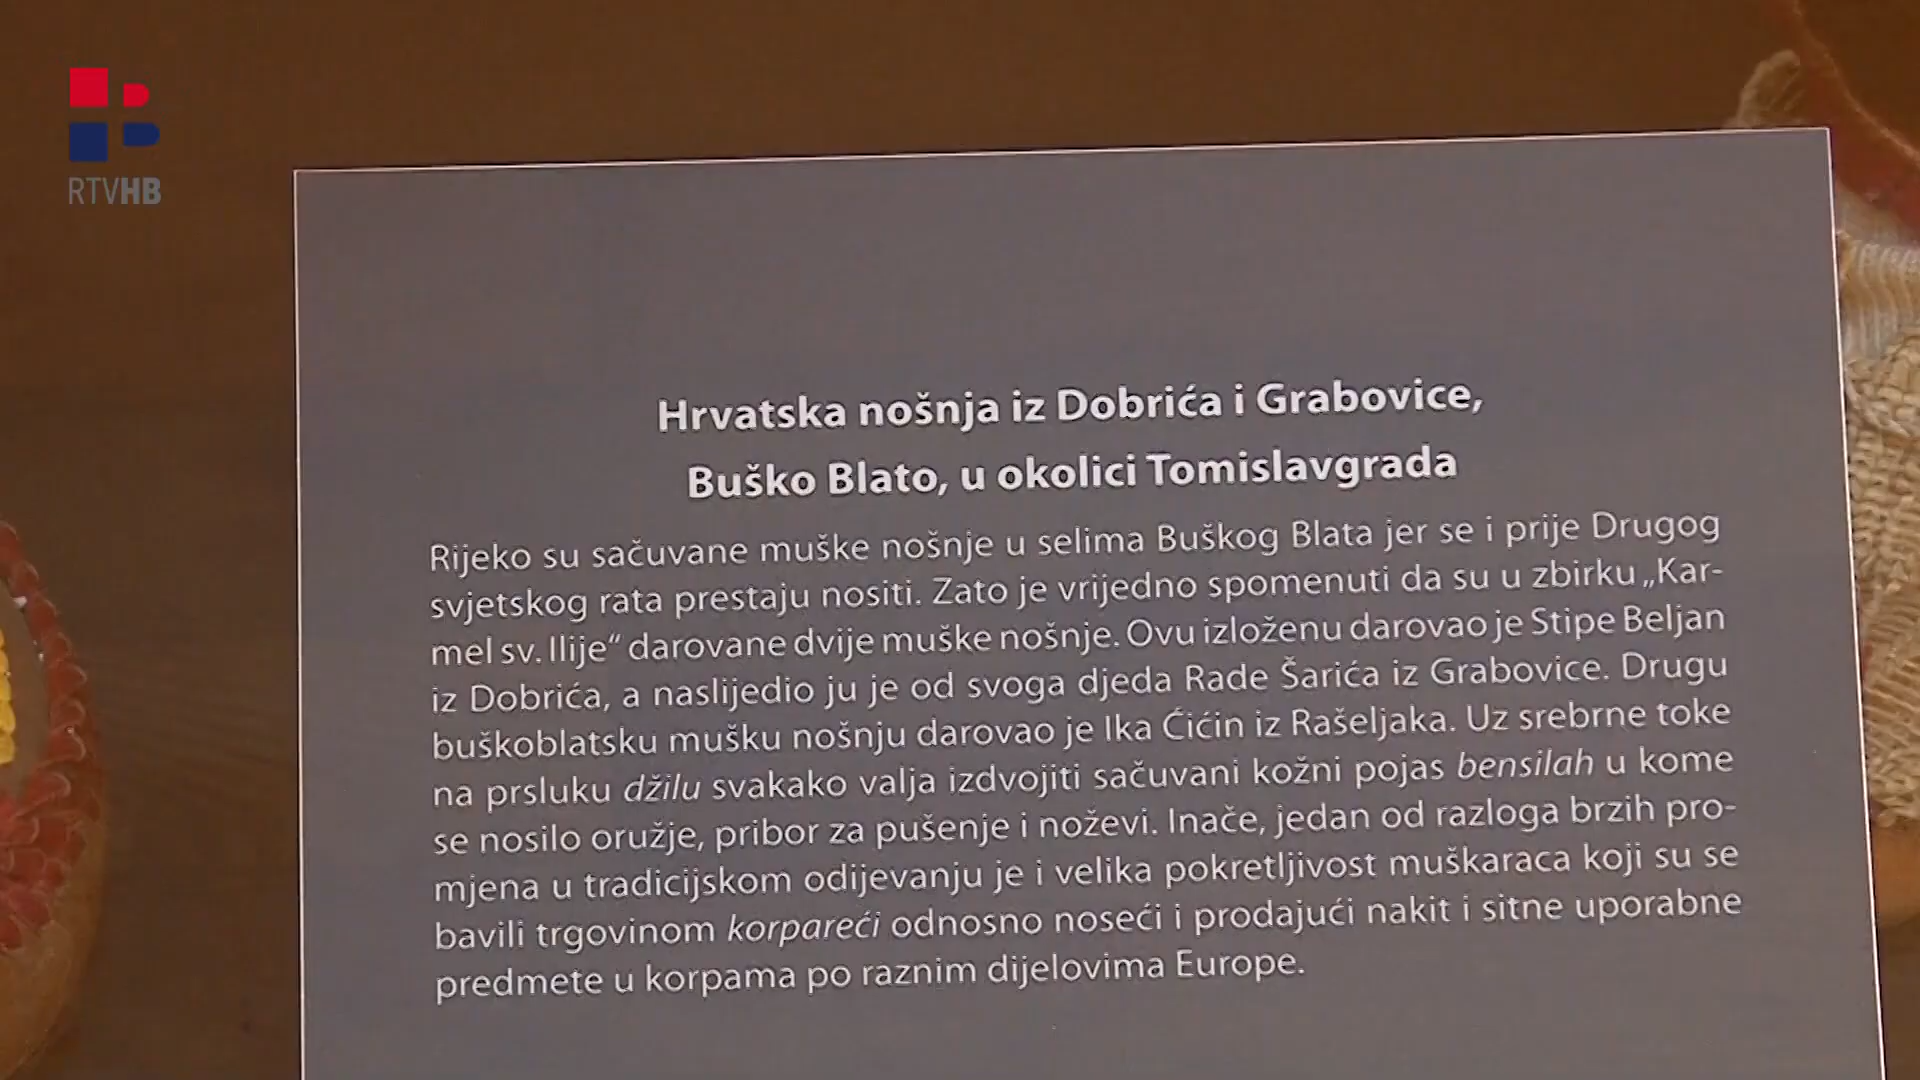 RTVHB
Hrvatska nošnja iz Dobrića i Grabovice,
Buško Blato, u okolici Tomislavgrada
Rijeko su sačuvane muške nošnje u selima Buškog Blata jer se i prije Drugog
svjetskog rata prestaju nositi. Zato je vrijedno spomenuti da su u zbirku „Kar-
mel sv. Ilije“ darovane dvije muške nošnje. Ovu izloženu darovao je Stipe Beljan
iz Dobrića, a naslijedio ju je od svoga djeda Rade Šarića iz Grabovice. Drugu
buškoblatsku mušku nošnju darovao je Ika Ćićin iz Rašeljaka. Uz srebrne toke
na prsluku džilu svakako valja izdvojiti sačuvani kožni pojas bensilah u kome
se nosilo oružje, pribor za pušenje i noževi. Inače, jedan od razloga brzih pro-
mjena u tradicijskom odijevanju je i velika pokretljivost muškaraca koji su se
bavili trgovinom korpareći odnosno noseći i prodajući nakit i sitne uporabne
predmete u korpama po raznim dijelovima Europe.